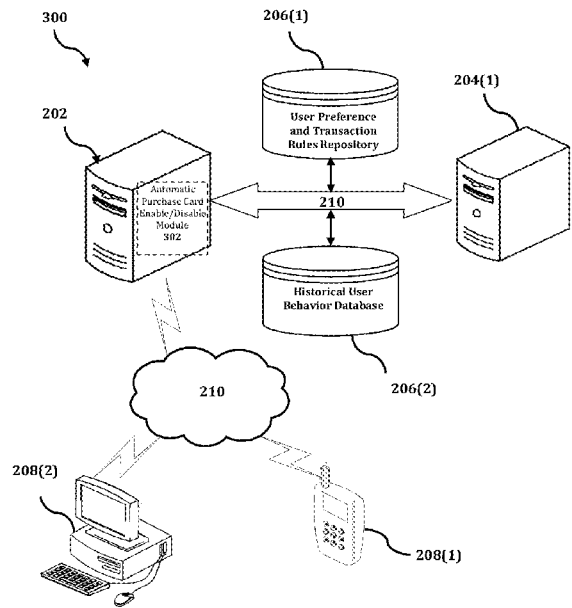 300
206(1)
202
204(1)
User Preference
and Transaction
Rules Repository
Automatic
Purchase Card
Enable/Disable
Module
302
210
Historical User
Behavior Database
206(2)
210
208(2)
208(1)